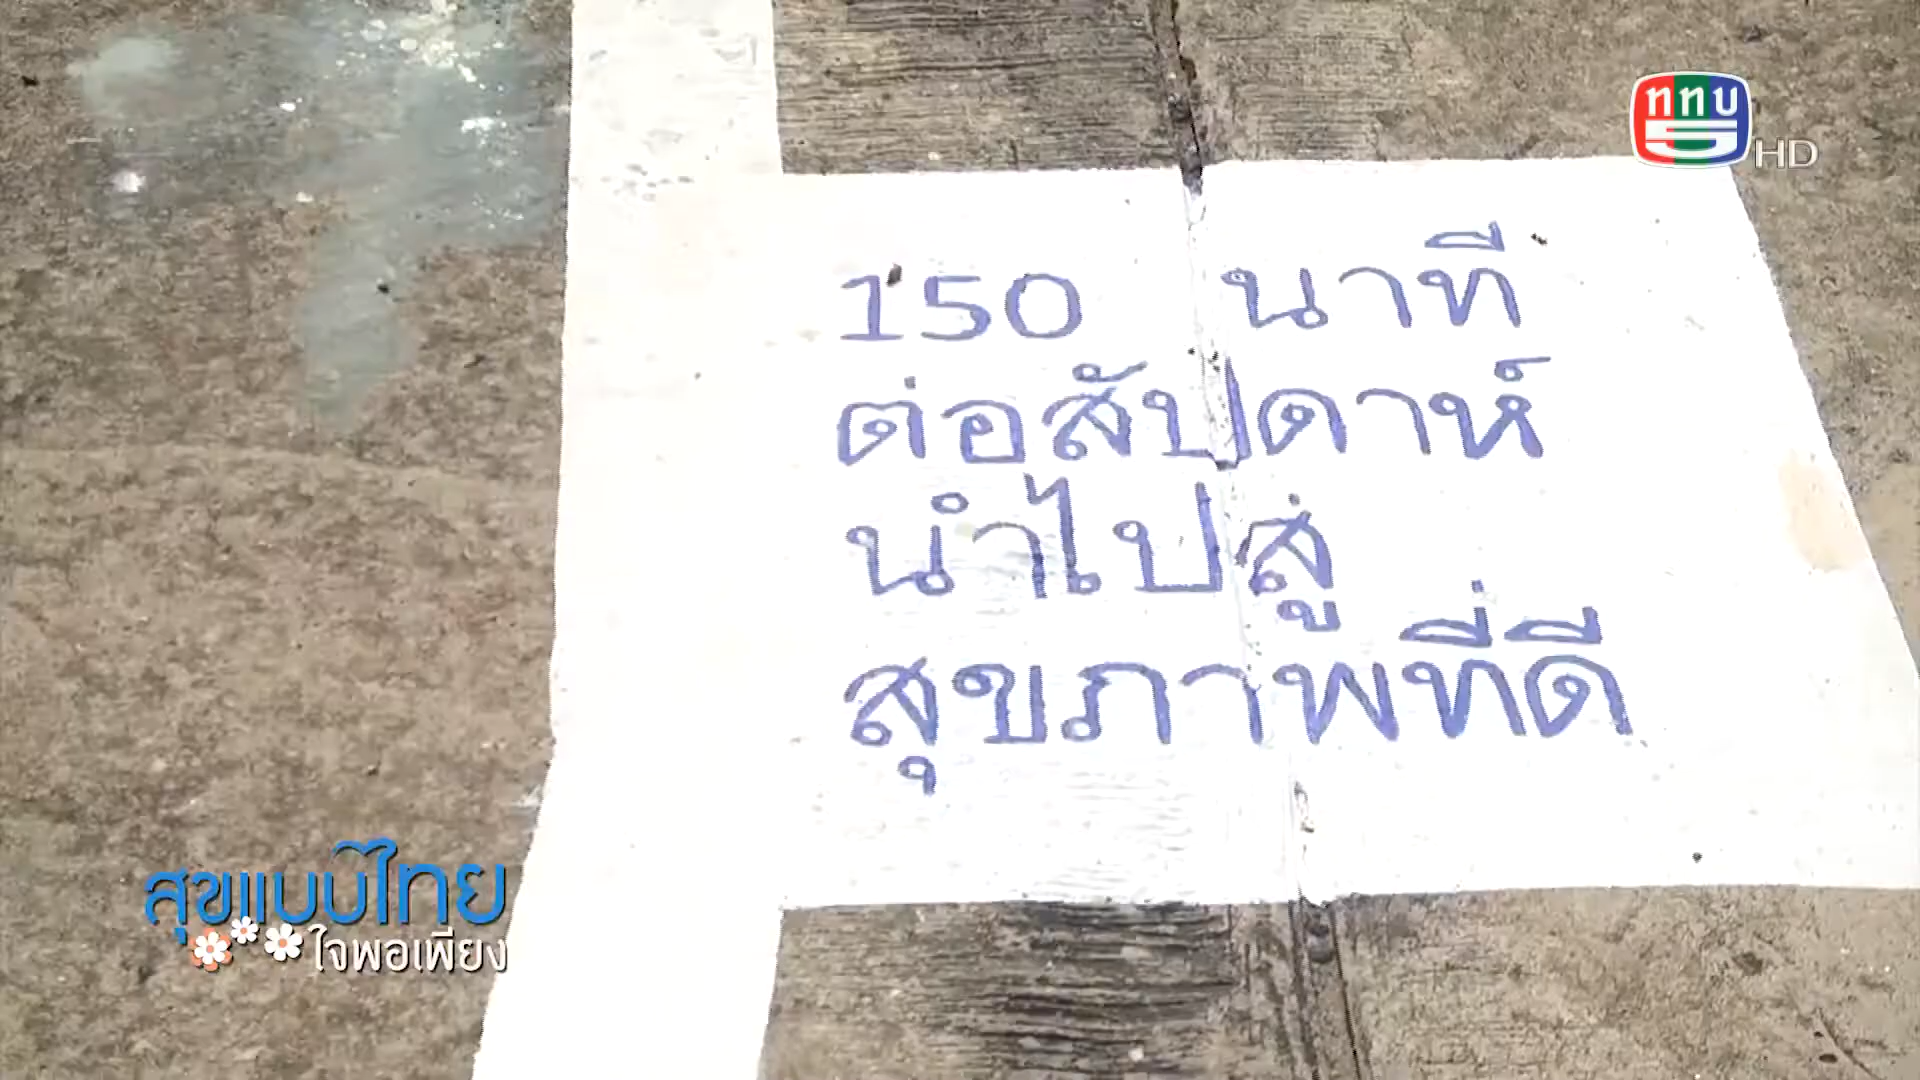 ททบ
5 HD
150 นาที
ต่อสัปดาห์
นำไปสู่
สุขภาพที่ดี
สุขแบบไทย
ใจพอเพียง